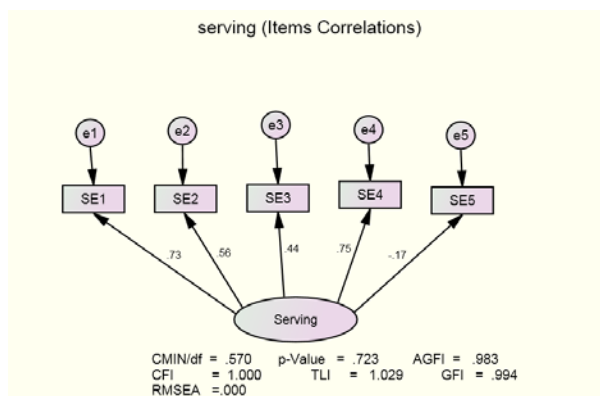 serving (Items Correlations)
e1 e2 e3 e4 e5
SE1 SE2 SE3 SE4 SE5
.73 .56 .44 .75 -.17
Serving
CMIN/df = .570 p-Value = .723 AGFI = .983
CFI = 1.000 TLI = 1.029 GFI = .994
RMSEA =.000